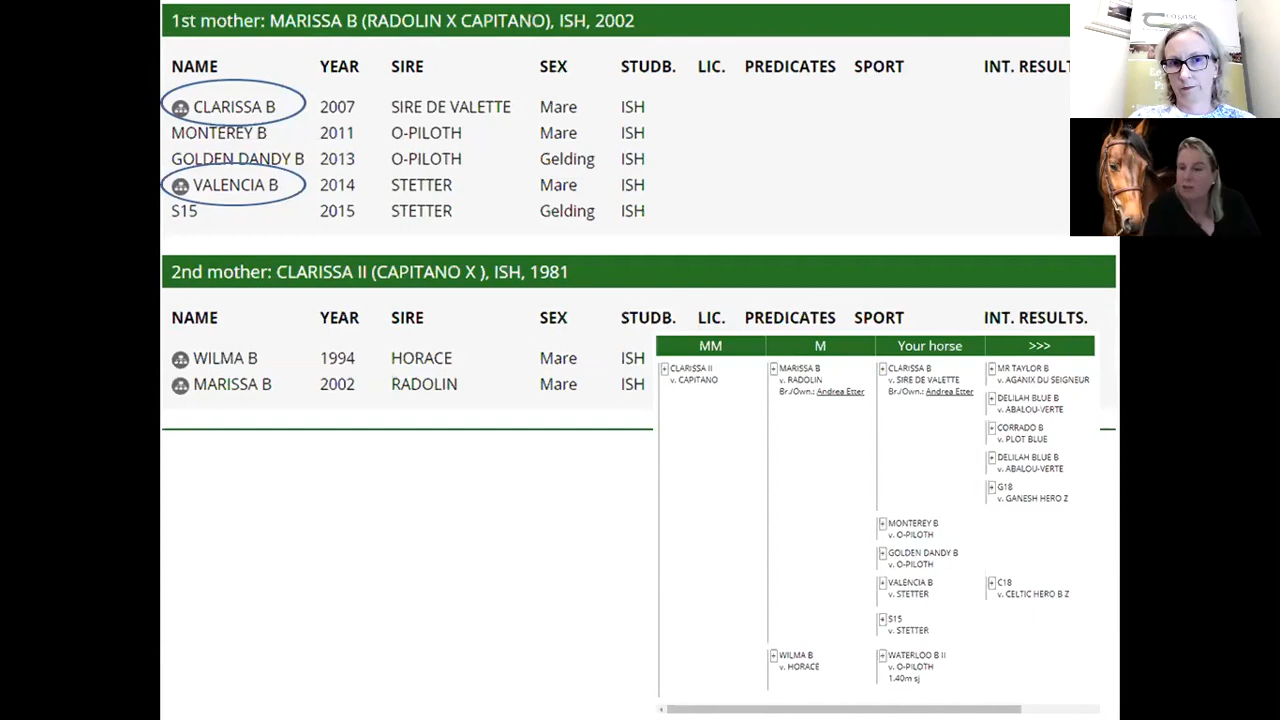 1st mother: MARISSA B (RADOLIN X CAPITANO), ISH, 2002
NAME YEAR SIRE SEX STUDB. LIC. PREDICATES SPORT INT. RESULT
CLARISSA B 2007 SIRE DE VALETTE Mare ISH
MONTEREY B 2011 O-PILOTH Mare ISH
GOLDEN DANDY B 2013 O-PILOTH Gelding ISH
VALENCIA B 2014 STETTER Mare ISH
S15 2015 STETTER Gelding ISH
2nd mother: CLARISSA II (CAPITANO X ), ISH, 1981
NAME YEAR SIRE SEX STUDB. LIC. PREDICATES SPORT INT. RESULTS.
WILMA B 1994 HORACE Mare ISH
MARISSA B 2002 RADOLIN Mare ISH
MM M Your horse >>>
CLARISSA II MARISSA B CLARISSA B MR TAYLOR B
v. CAPITANO v. RADOLIN v. SIRE DE VALETTE v. AGANIX DU SEIGNEUR
Br./Own.: Andrea Etter Br./Own.: Andrea Etter
DELILAH BLUE B
v. ABALOU-VERTE
CORRADO B
v. PLOT BLUE
DELILAH BLUE B
v. ABALOU-VERTE
G18
v. GANESH HERO Z
MONTEREY B
v. O-PILOTH
GOLDEN DANDY B
v. O-PILOTH
VALENCIA B C18
v. STETTER v. CELTIC HERO B Z
S15
v. STETTER
WILMA B WATERLOO B II
v. HORACE v. O-PILOTH
1.40m sj